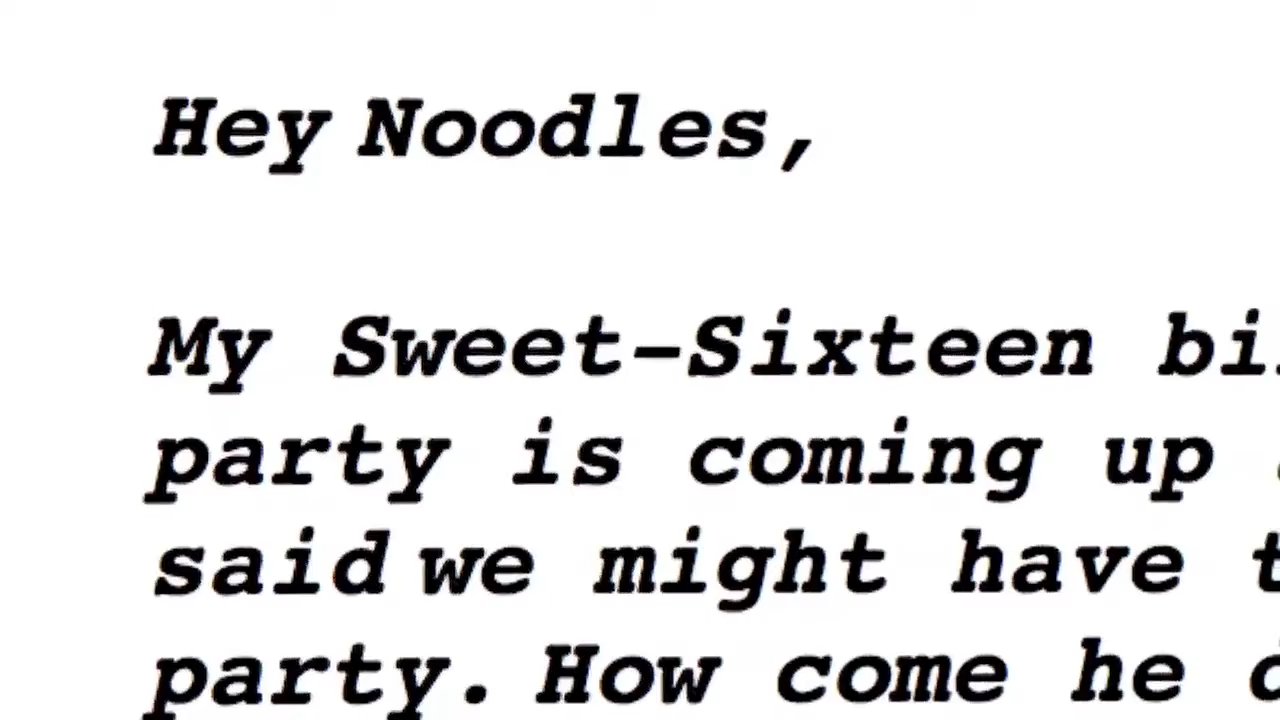 Hey Noodles,
My Sweet-Sixteen
party is coming up
said we might have
party. How come he